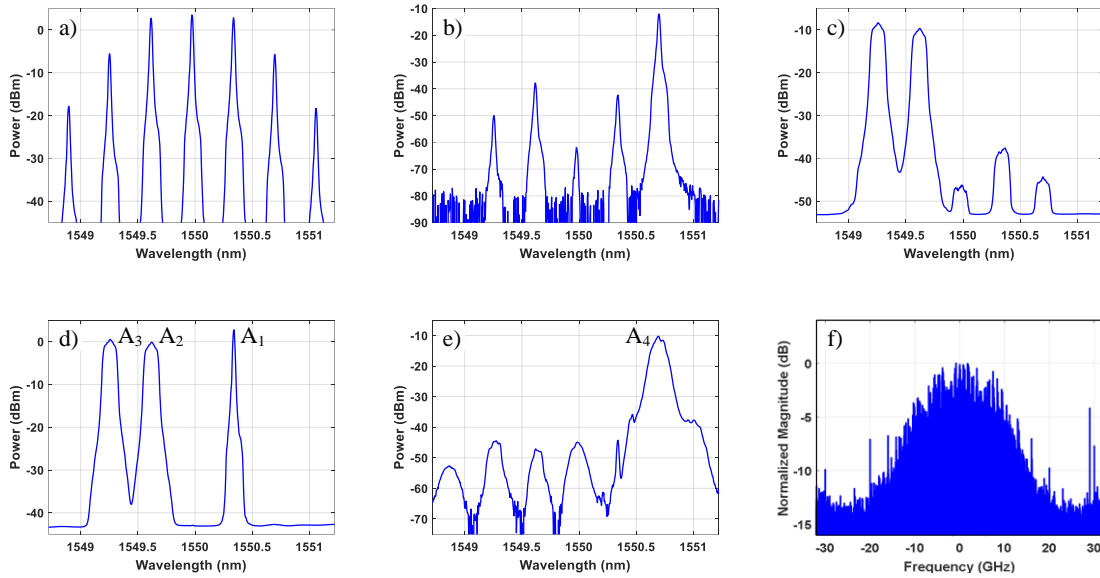 a)
Power (dBm)
0
-10
-20
-30
-40
1549 1549.5 1550 1550.5 1551
Wavelength (nm)
b)
Power (dBm)
-10
-20
-30
-40
-50
-60
-70
-80
-90
1549 1549.5 1550 1550.5 1551
Wavelength (nm)
c)
Power (dBm)
-10
-20
-30
-40
-50
1549 1549.5 1550 1550.5 1551
Wavelength (nm)
d)
A3 A2 A1
Power (dBm)
0
-10
-20
-30
-40
1549 1549.5 1550 1550.5 1551
Wavelength (nm)
e)
A4
Power (dBm)
-10
-20
-30
-40
-50
-60
-70
1549 1549.5 1550 1550.5 1551
Wavelength (nm)
f)
Normalized Magnitude (dB)
0
-5
-10
-15
-30 -20 -10 0 10 20 30
Frequency (GHz)